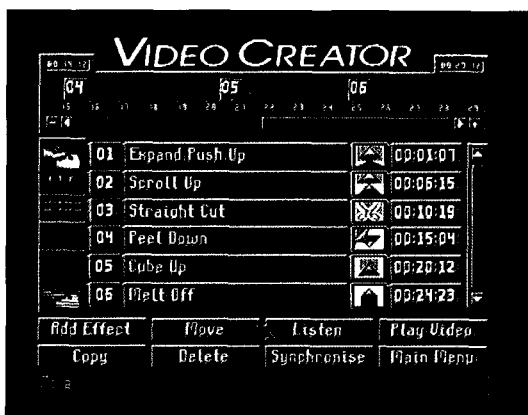 VIDEO CREATOR
04 05 06
01 Expand Push Up 00:01:07
02 Scroll Up 00:06:15
03 Straight Cut 00:10:19
04 Peel Down 00:15:04
05 Cube Up 00:20:12
06 Melt Off 00:24:23
Add Effect Move Listen Play Video
Copy Delete Synchronise Main Menu